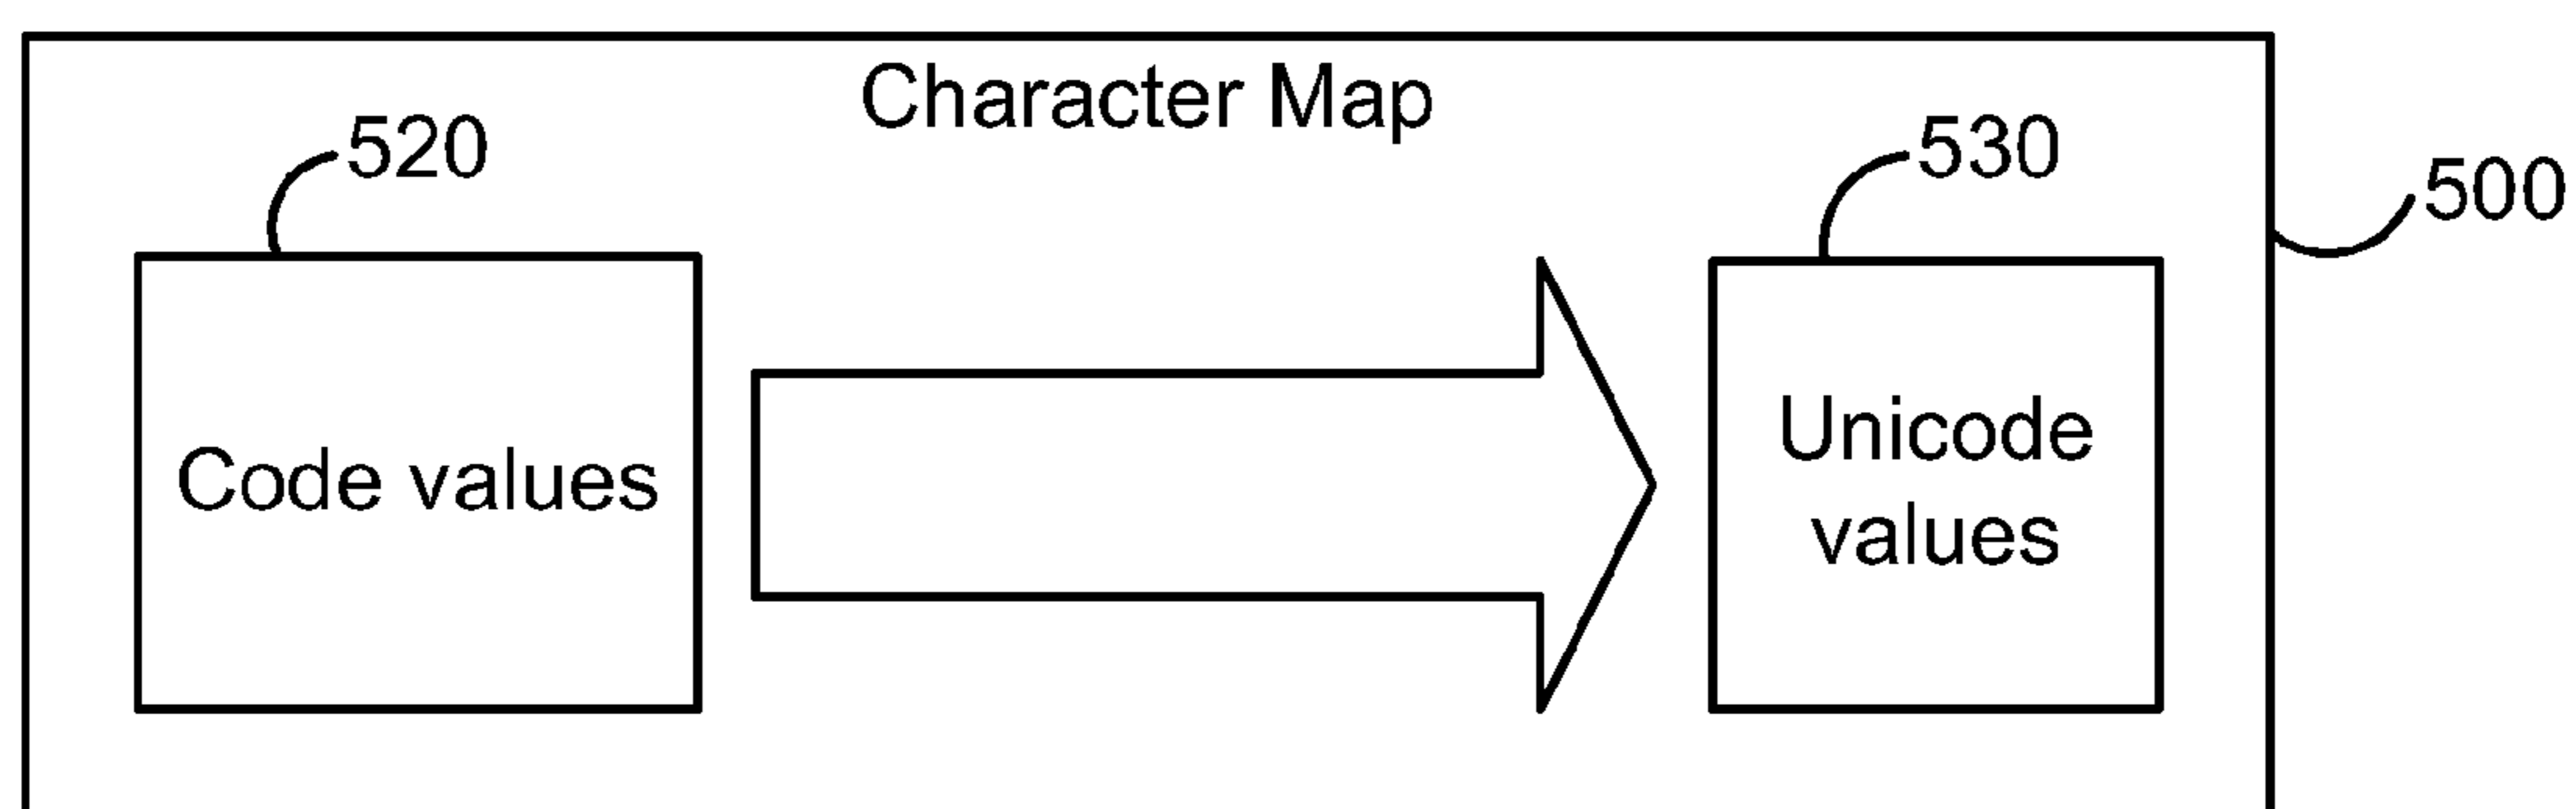 Character Map
520
530
500
Code values
Unicode
values